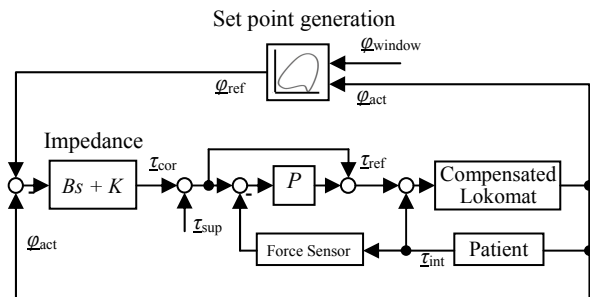 Set point generation
φwindow
φref
φact
Impedance
τcor
τref
Bs + K
P
Compensated
Lokomat
-
-
τsup
φact
Force Sensor
τint
Patient